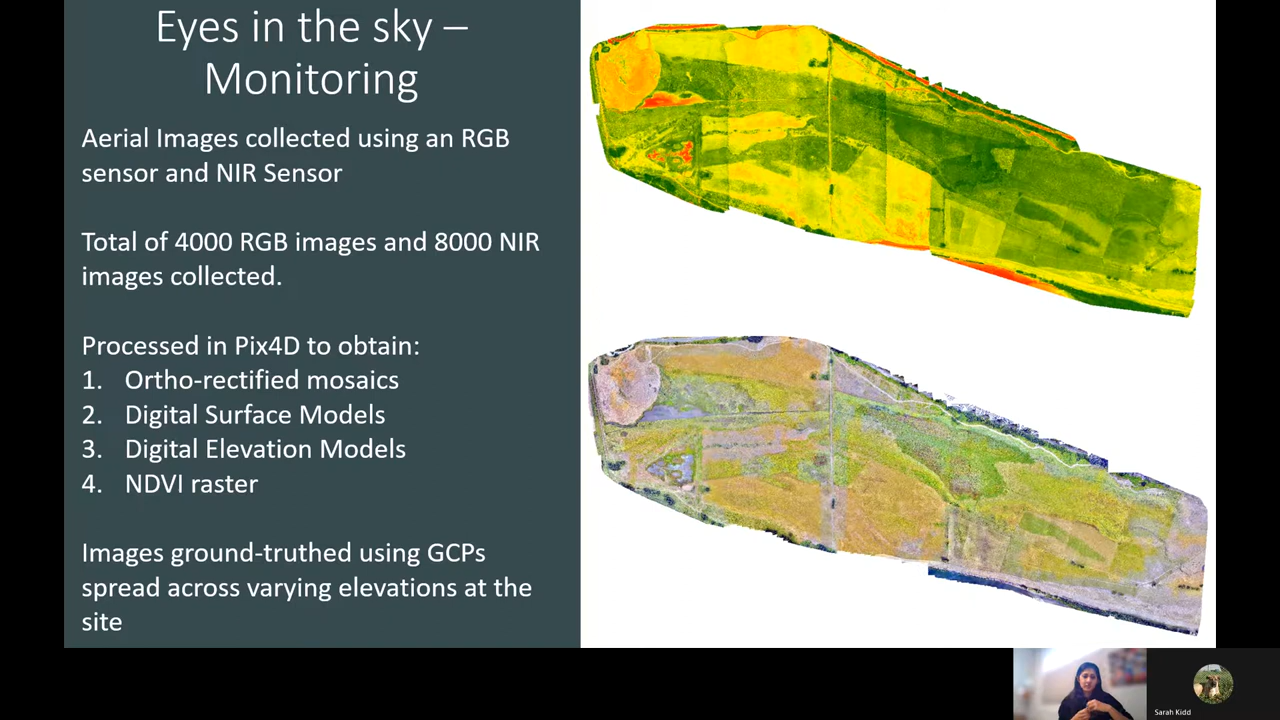 Eyes in the sky –
Monitoring
Aerial Images collected using an RGB
sensor and NIR Sensor
Total of 4000 RGB images and 8000 NIR
images collected.
Processed in Pix4D to obtain:
1. Ortho-rectified mosaics
2. Digital Surface Models
3. Digital Elevation Models
4. NDVI raster
Images ground-truthed using GCPs
spread across varying elevations at the
site
Sarah Kidd